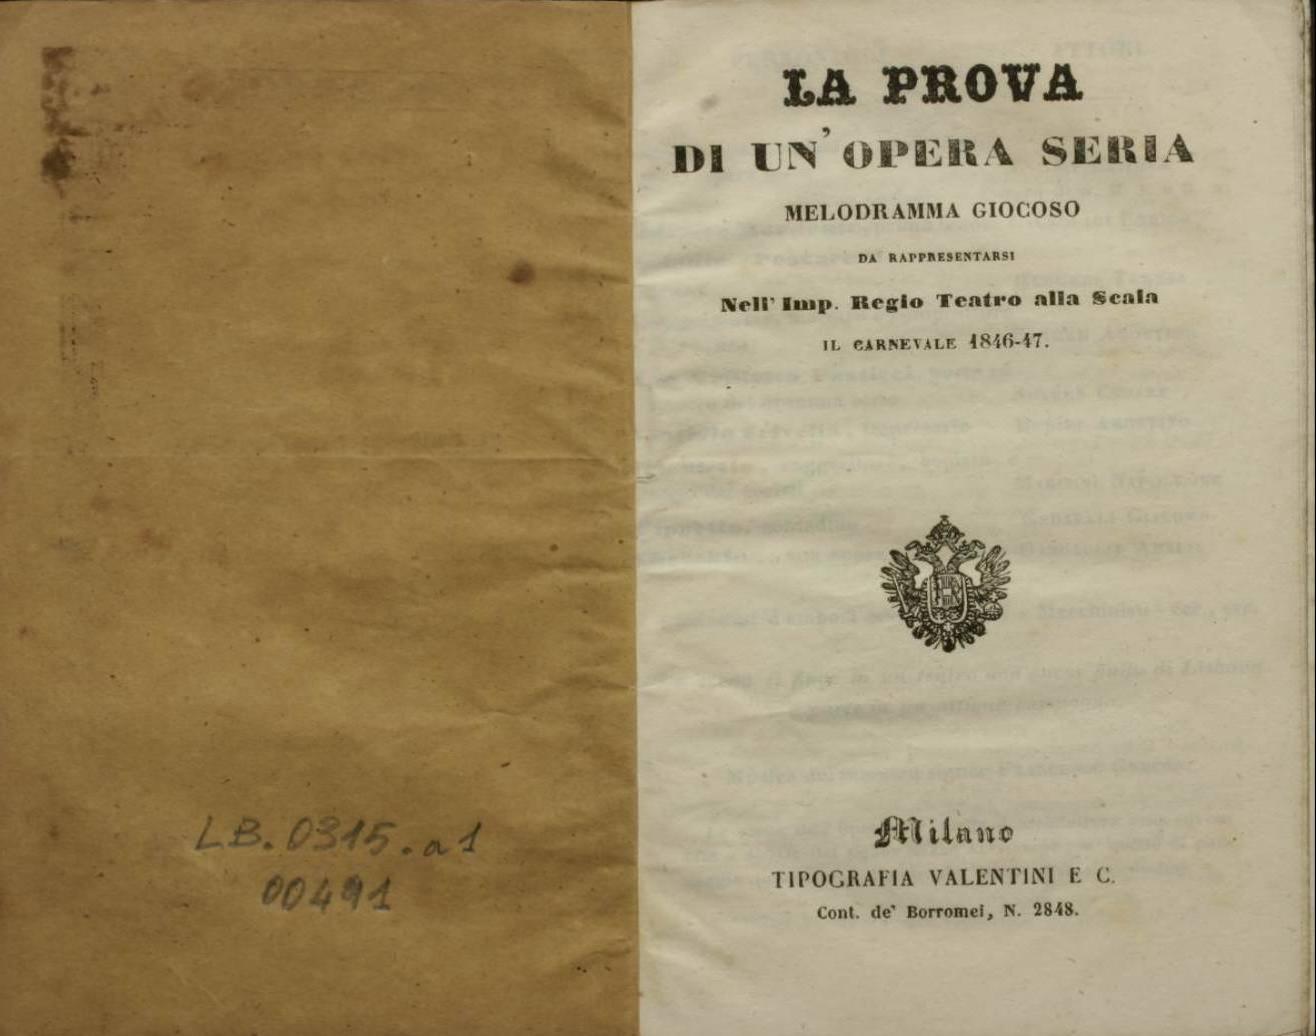 LB.0315.a1
00491
LA PROVA
DI UN' OPERA SERIA
MELODRAMMA GIOCOSO
DA RAPPRESENTARSI
Nell' Imp. Regio Teatro alla Scala
IL CARNEVALE 1846-47.
Milano
TIPOGRAFIA VALENTINI E C.
Cont. de' Borromei, N. 2848.